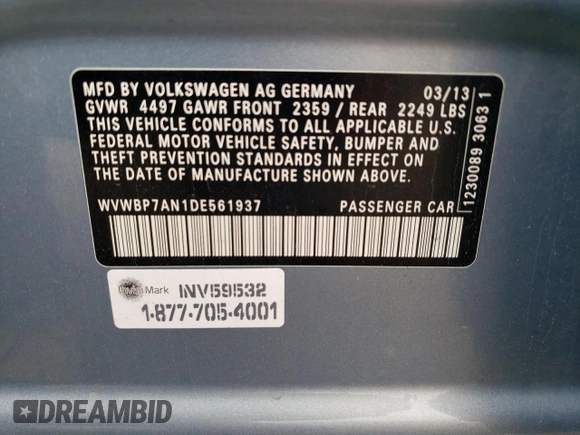 MFD BY VOLKSWAGEN AG GERMANY 03/13
GVWR 4497 GAWR FRONT 2359 / REAR 2249 LBS
THIS VEHICLE CONFORMS TO ALL APPLICABLE U.S.
FEDERAL MOTOR VEHICLE SAFETY, BUMPER AND
THEFT PREVENTION STANDARDS IN EFFECT ON
THE DATE OF MANUFACTURE SHOWN ABOVE.
WVWBP7AN1DE561937 PASSENGER CAR
1230089 3063 1
Mark INV59532
1-877-705-4001
DREAMBID